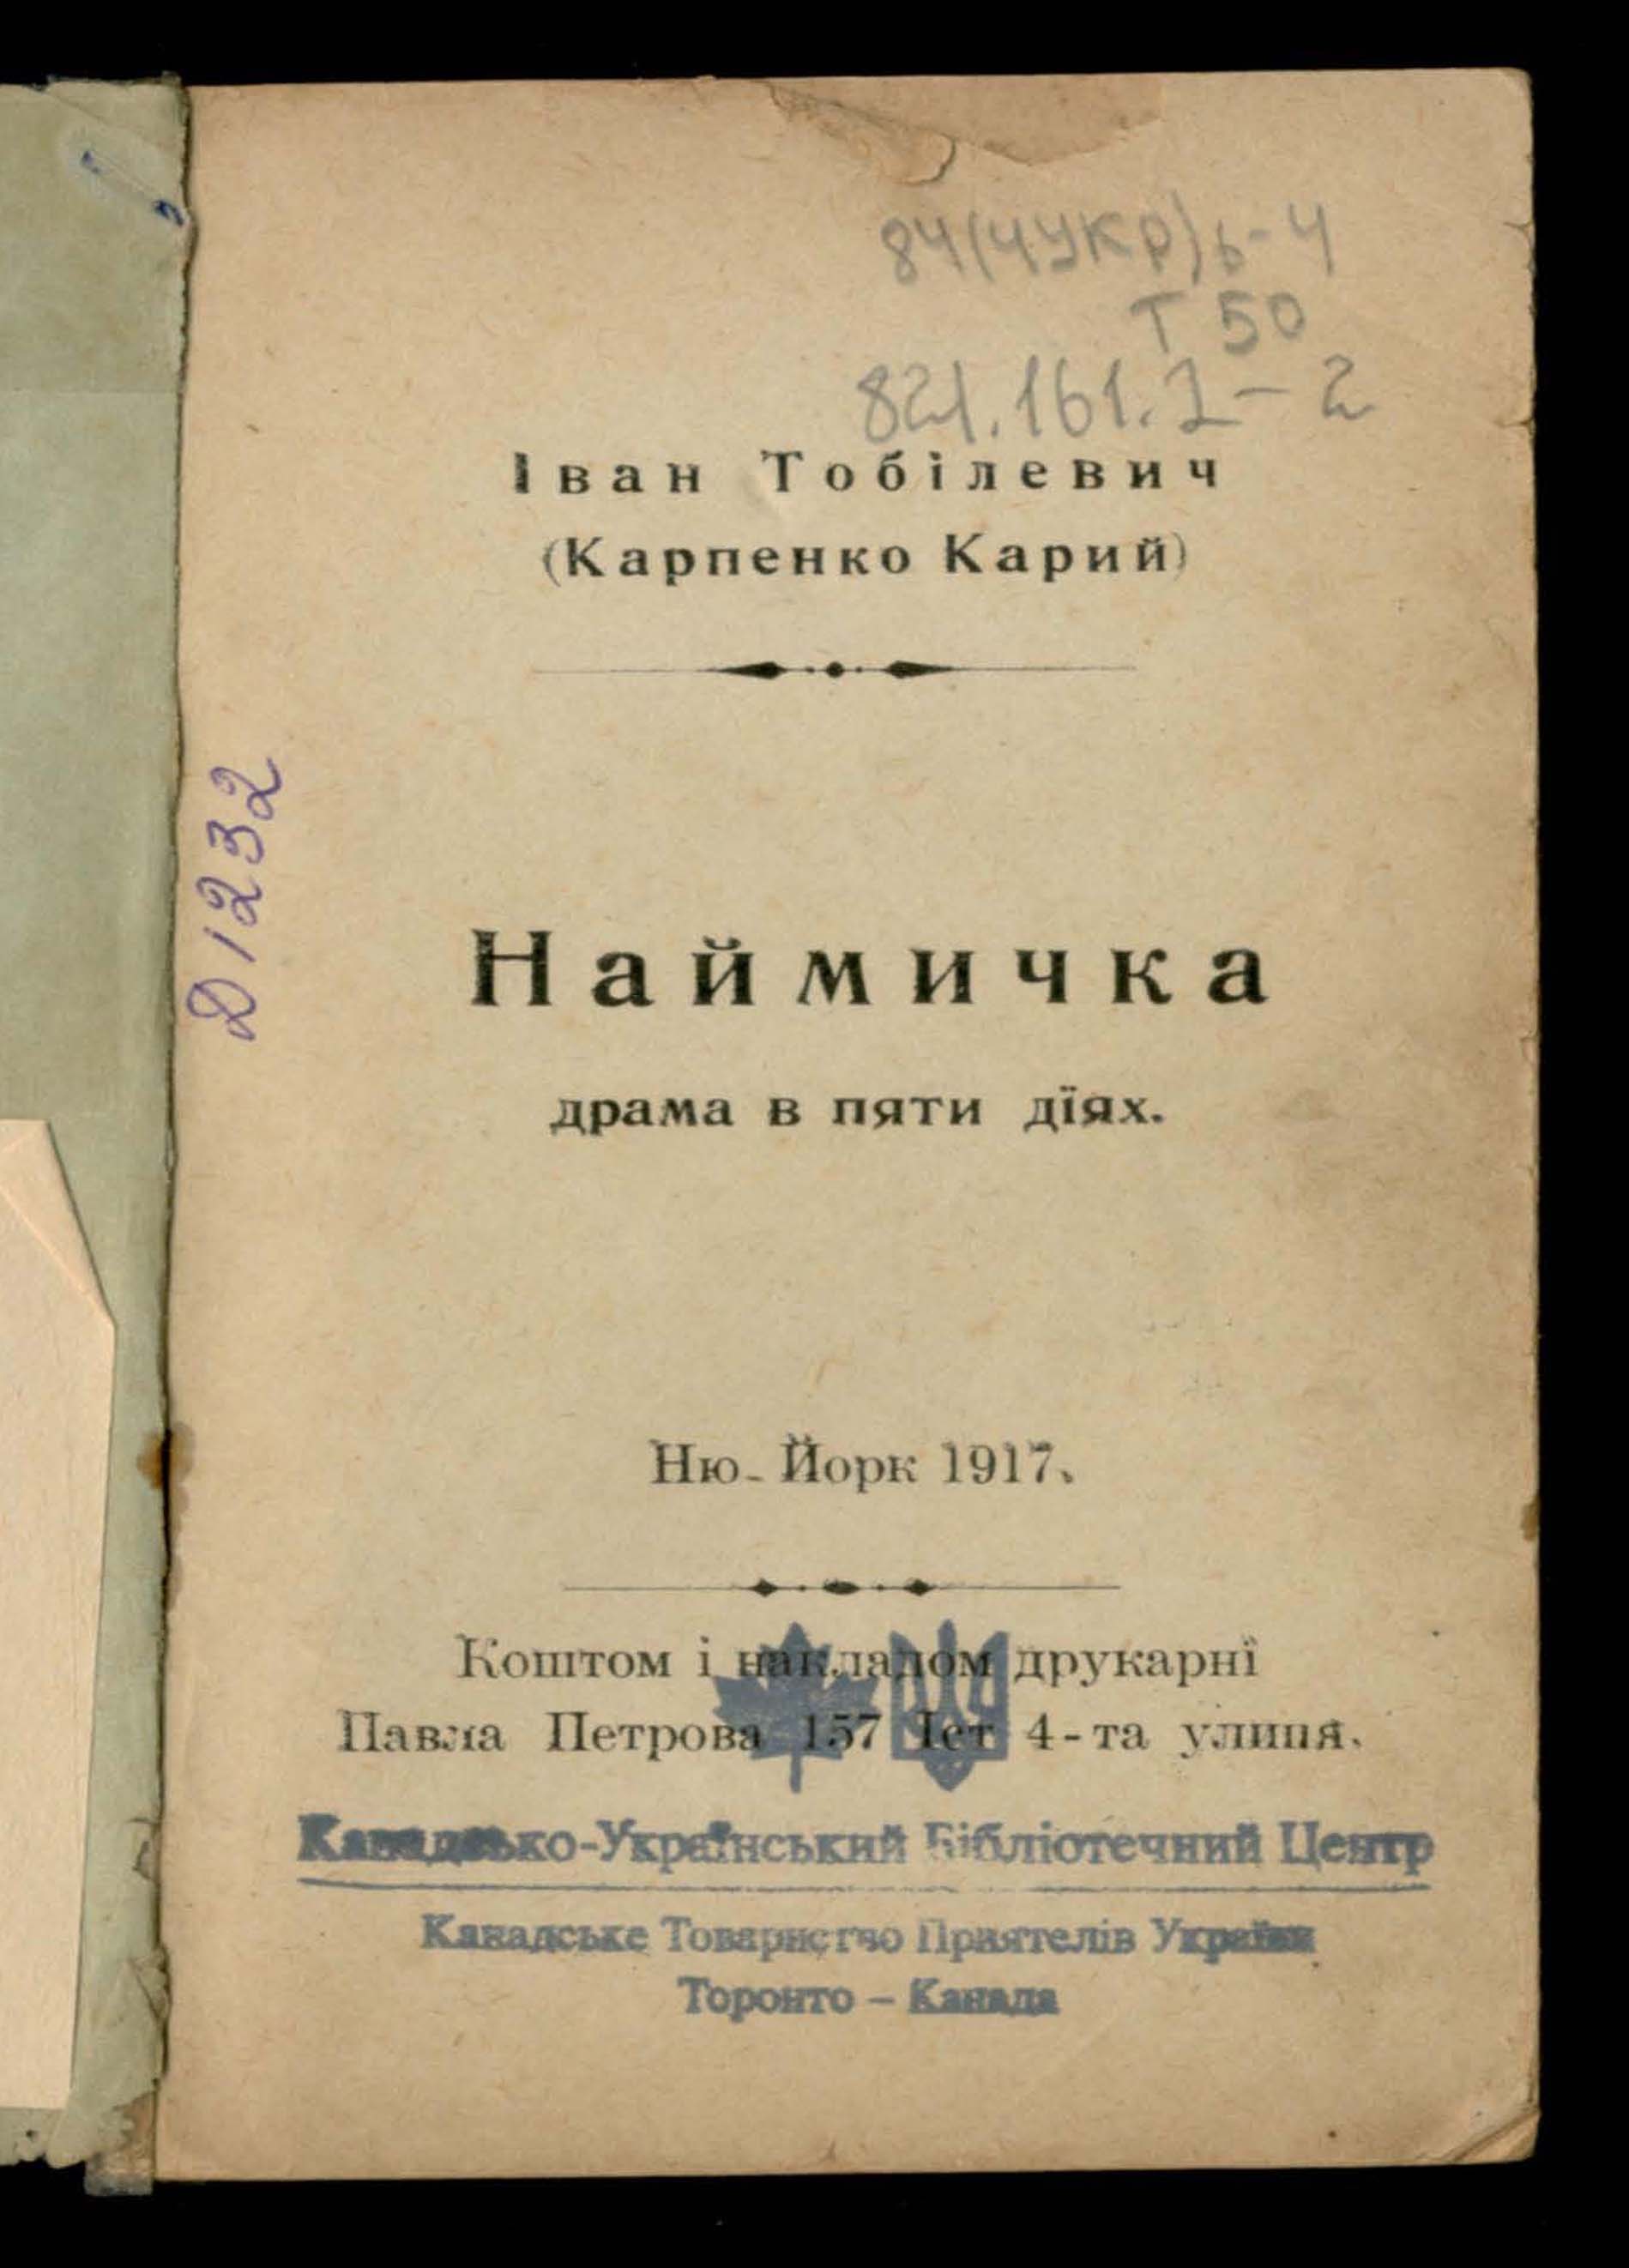 84(4УКР)6-4
Т 50
821.161.2-2
Іван Тобілевич
(Карпенко Карий)
Д1232
Наймичка
драма в пяти дїях.
Ню-Йорк 1917.
Коштом і накладом друкарні
Павла Петрова 157 Іст 4-та улиця.
Канадсько-Український Бібліотечний Центр
Канадське Товариство Приятелів України
Торонто – Канада